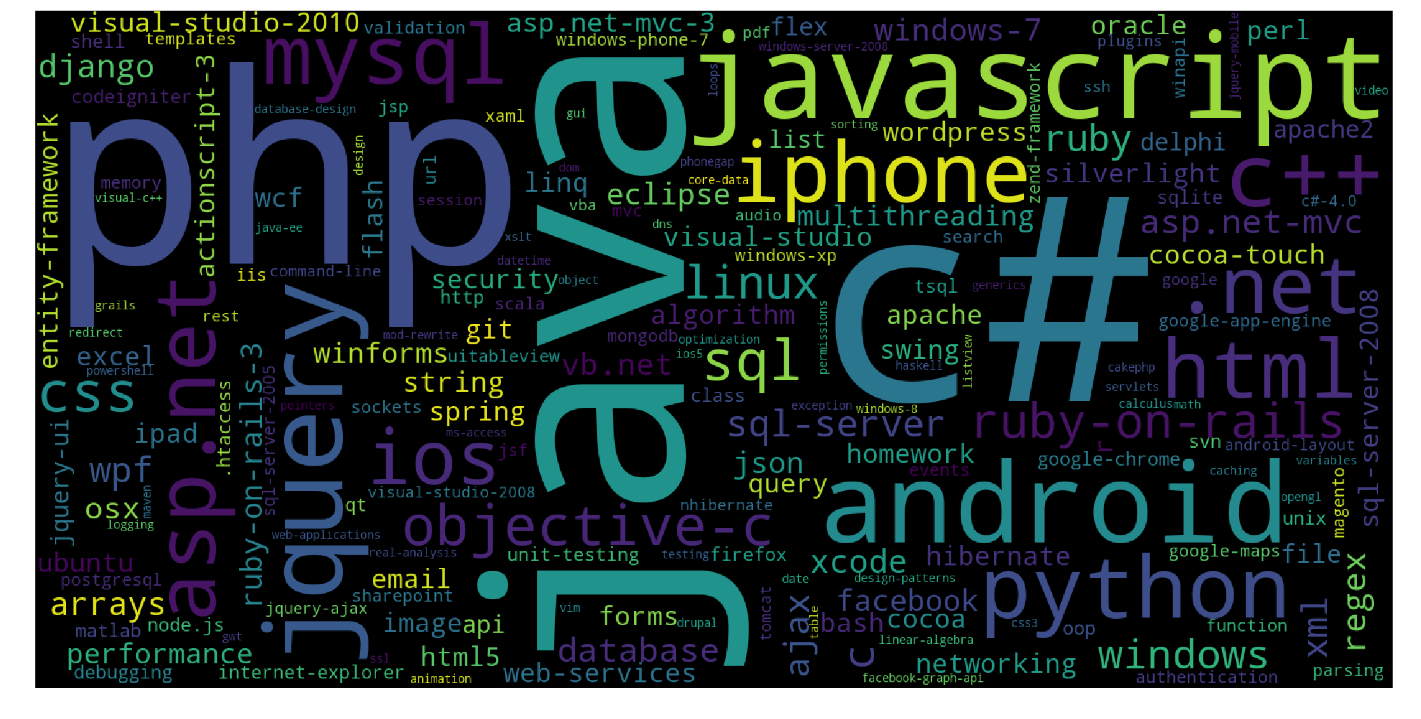 visual-studio-2010
validation
asp.net-mvc-3
pdf
flex
windows-7
oracle
perl
shell
templates
mysql
windows-phone-7
windows-server-2008
javascript
plugins
winapi
jquery-mobile
django
actionscript-3
php
java
loops
ssh
video
codeigniter
database-design
jsp
xaml
gui
list
sorting
wordpress
zend-framework
ruby
delphi
apache2
entity-framework
design
url
dom
phonegap
iphone
silverlight
c++
memory
visual-c++
wcf
flash
session
linq
eclipse
core-data
sqlite
c#-4.0
vba
mvc
audio
multithreading
asp.net-mvc
java-ee
xslt
dns
visual-studio
search
c#
cocoa-touch
iis
command-line
security
datetime
object
windows-xp
linux
tsql
generics
google
.net
grails
rest
asp.net
jquery
http
scala
algorithm
apache
google-app-engine
sql-server-2008
redirect
mod-rewrite
git
mongodb
optimization
permissions
excel
powershell
winforms
uitableview
ios5
sql
swing
haskell
listview
cakephp
html
css
ruby-on-rails-3
sql-server-2005
string
vb.net
class
servlets
.htaccess
pointers
sockets
spring
exception
windows-8
calculus
math
jquery-ui
ipad
ios
ms-access
jsf
sql-server
ruby-on-rails
r
svn
android-layout
wpf
json
homework
events
google-chrome
caching
variables
osx
logging
maven
visual-studio-2008
qt
query
nhibernate
android
opengl
unix
magento
web-applications
objective-c
ubuntu
real-analysis
unit-testing
testing
firefox
xcode
hibernate
google-maps
file
postgresql
email
sharepoint
date
design-patterns
python
regex
arrays
jquery-ajax
vim
forms
drupal
tomcat
ajax
table
facebook
css3
xml
matlab
node.js
gwt
image
api
bash
cocoa
oop
function
performance
ssl
html5
database
c
linear-algebra
networking
windows
parsing
debugging
internet-explorer
animation
web-services
facebook-graph-api
authentication